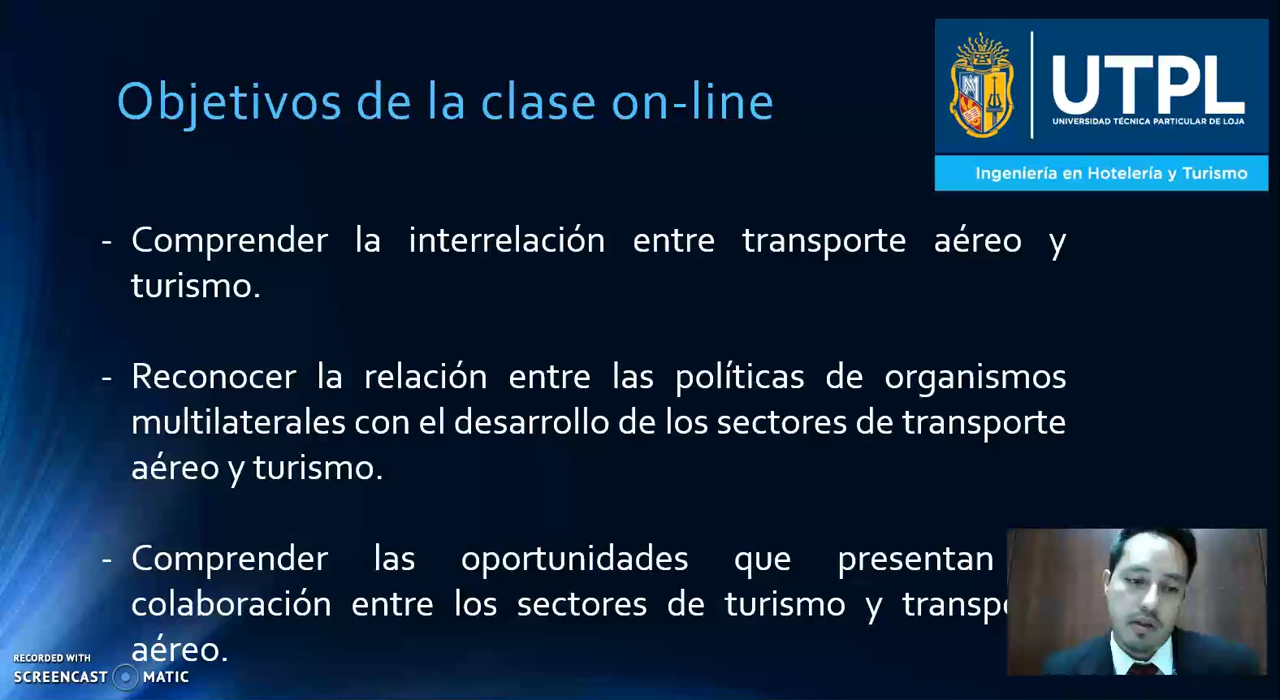 Objetivos de la clase on-line
UTPL
UNIVERSIDAD TÉCNICA PARTICULAR DE LOJA
Ingeniería en Hotelería y Turismo
- Comprender la interrelación entre transporte aéreo y
turismo.
- Reconocer la relación entre las políticas de organismos
multilaterales con el desarrollo de los sectores de transporte
aéreo y turismo.
- Comprender las oportunidades que presentan
colaboración entre los sectores de turismo y
aéreo.
RECORDED WITH
SCREENCAST MATIC